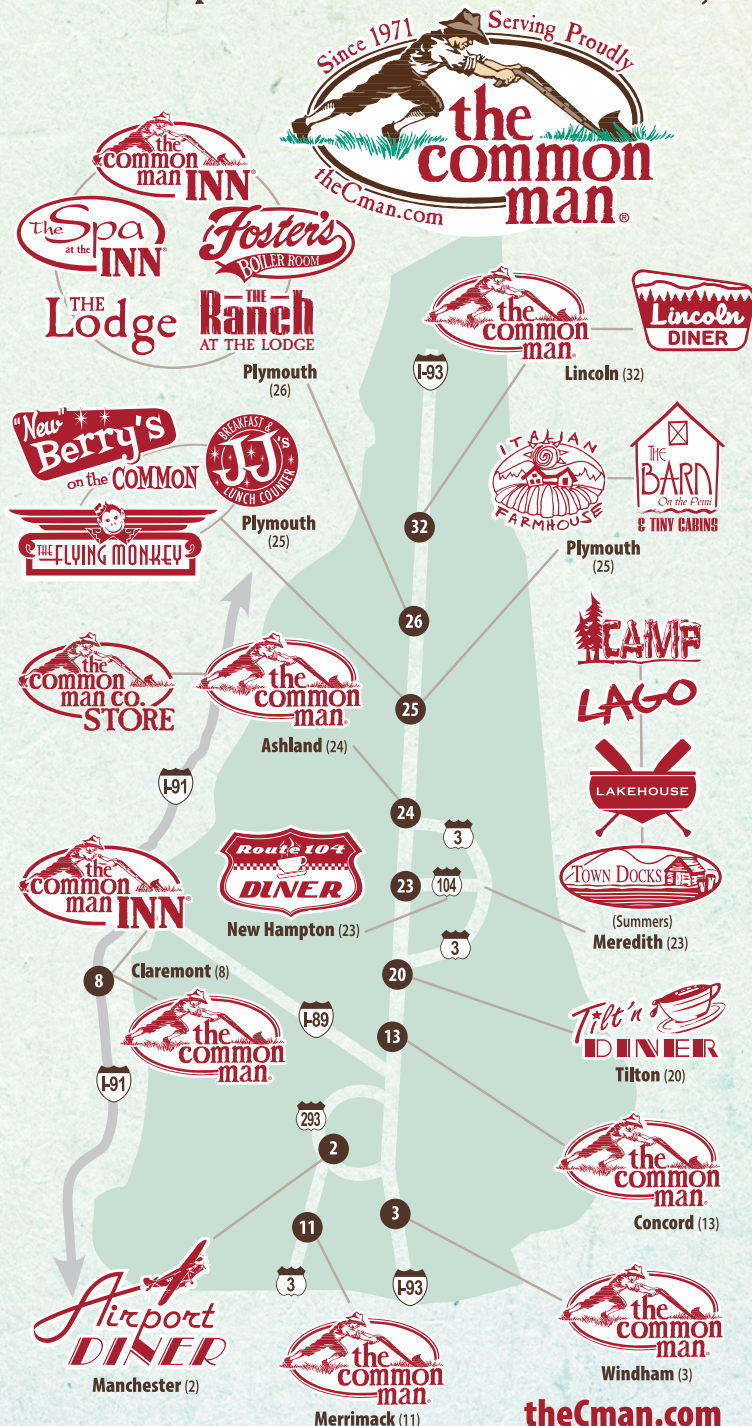 Since 1971
Serving Proudly
the
common
man®
theCman.com
the
common
man INN®
The Spa
at the INN®
Foster's
BOILER ROOM
THE
Lodge
THE
Ranch
AT THE LODGE
Plymouth
(26)
the
common
man®
Lincoln
DINER
Lincoln (32)
I-93
"New"
Berry's
on the COMMON
BREAKFAST &
JJ's
LUNCH COUNTER
THE FLYING MONKEY
Plymouth
(25)
ITALIAN
FARMHOUSE
THE
BARN
On the Pemi
& TINY CABINS
Plymouth
(25)
32
26
25
the
common
man co.
STORE
the
common
man®
Ashland (24)
CAMP
LAGO
LAKEHOUSE
TOWN DOCKS
(Summers)
Meredith (23)
I-91
24
3
23
104
3
Route 104
DINER
New Hampton (23)
the
common
man INN®
Claremont (8)
8
the
common
man®
I-89
20
13
Tilt'n
DINER
Tilton (20)
I-91
293
2
the
common
man®
Concord (13)
11
3
3
I-93
Airport
DINER
Manchester (2)
the
common
man®
Merrimack (11)
the
common
man®
Windham (3)
theCman.com